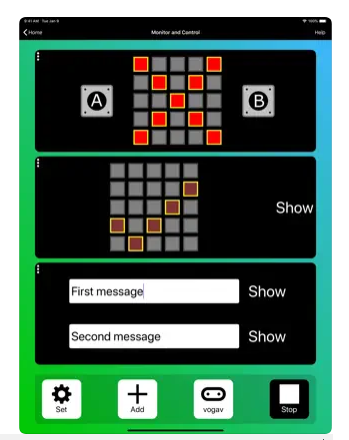 9:41 AM Tue Jan 9 100%
Home Monitor and Control Help
A B
Show
First message Show
Second message Show
Set Add vogav Stop